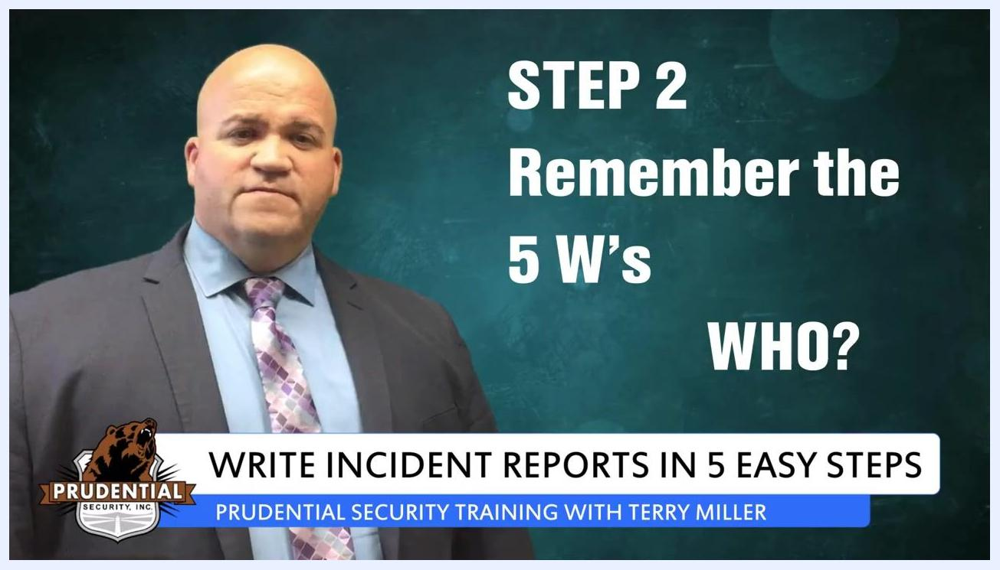 STEP 2
Remember the
5 W’s
WHO?
WRITE INCIDENT REPORTS IN 5 EASY STEPS
PRUDENTIAL SECURITY TRAINING WITH TERRY MILLER
PRUDENTIAL
SECURITY, INC.